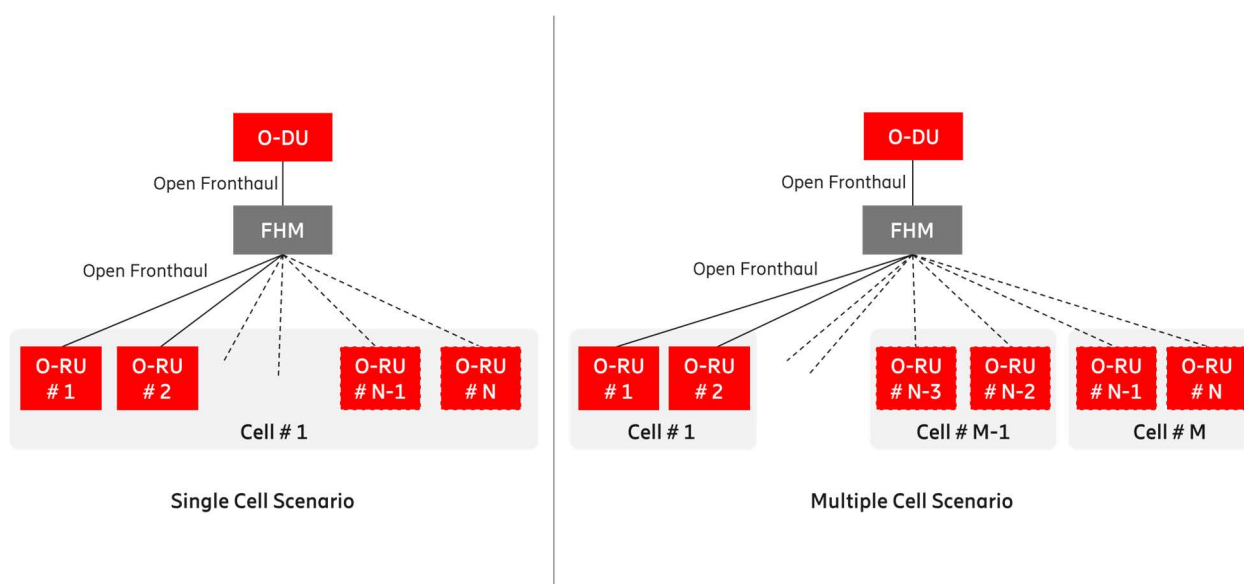 O-DU
Open Fronthaul
FHM
Open Fronthaul
O-RU
# 1
O-RU
# 2
O-RU
# N-1
O-RU
# N
Cell # 1
Single Cell Scenario
O-DU
Open Fronthaul
FHM
Open Fronthaul
O-RU
# 1
O-RU
# 2
O-RU
# N-3
O-RU
# N-2
O-RU
# N-1
O-RU
# N
Cell # 1
Cell # M-1
Cell # M
Multiple Cell Scenario